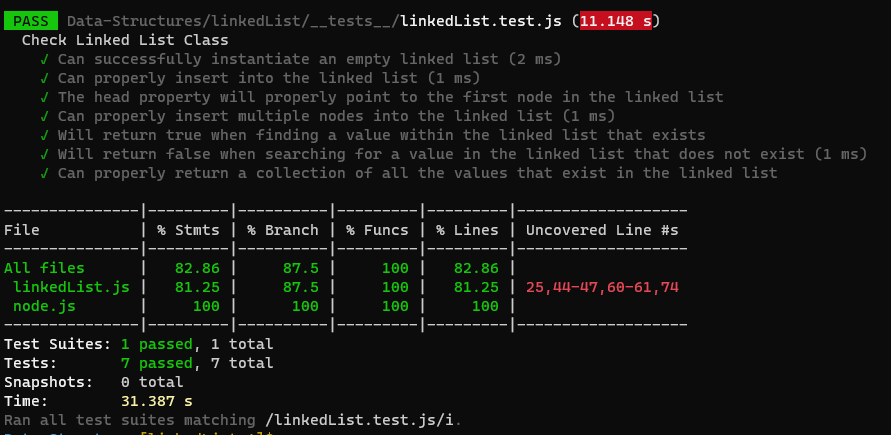 PASS Data-Structures/linkedList/__tests__/linkedList.test.js (11.148 s)
Check Linked List Class
✓ Can successfully instantiate an empty linked list (2 ms)
✓ Can properly insert into the linked list (1 ms)
✓ The head property will properly point to the first node in the linked list
✓ Can properly insert multiple nodes into the linked list (1 ms)
✓ Will return true when finding a value within the linked list that exists
✓ Will return false when searching for a value in the linked list that does not exist (1 ms)
✓ Can properly return a collection of all the values that exist in the linked list
---------------|---------|----------|---------|---------|-------------------
File           | % Stmts | % Branch | % Funcs | % Lines | Uncovered Line #s
---------------|---------|----------|---------|---------|-------------------
All files      |   82.86 |     87.5 |     100 |   82.86 |
linkedList.js |   81.25 |     87.5 |     100 |   81.25 | 25,44-47,60-61,74
node.js       |     100 |      100 |     100 |     100 |
---------------|---------|----------|---------|---------|-------------------
Test Suites: 1 passed, 1 total
Tests:       7 passed, 7 total
Snapshots:   0 total
Time:        31.387 s
Ran all test suites matching /linkedList.test.js/i.